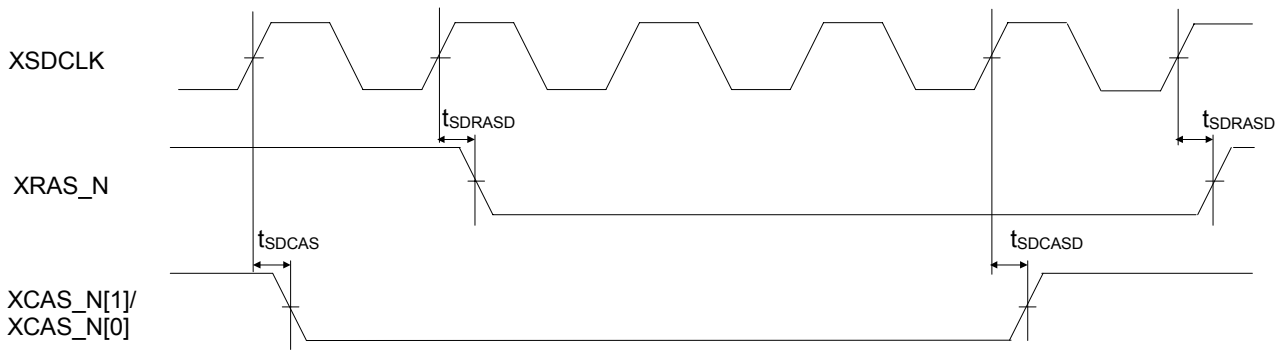 XSDCLK
tSDRASD
tSDRASD
XRAS_N
tSDCAS
tSDCASD
XCAS_N[1]/
XCAS_N[0]